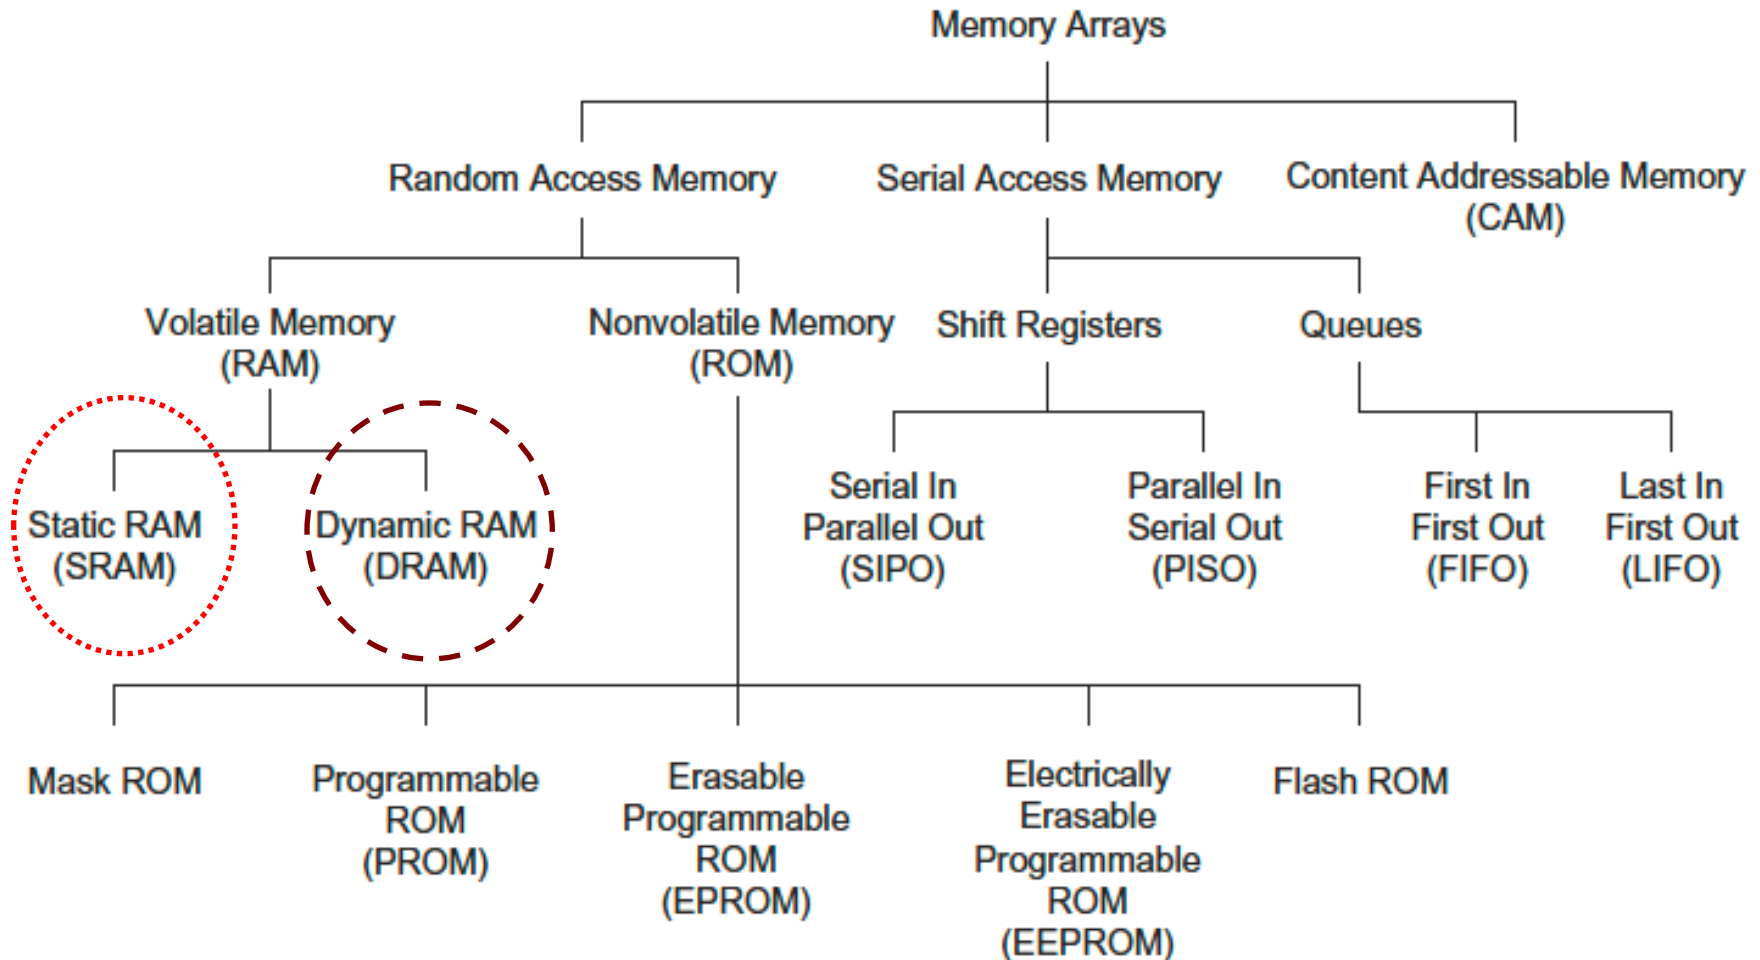 Memory Arrays
Random Access Memory
Serial Access Memory
Content Addressable Memory
(CAM)
Volatile Memory
(RAM)
Nonvolatile Memory
(ROM)
Shift Registers
Queues
Static RAM
(SRAM)
Dynamic RAM
(DRAM)
Serial In
Parallel Out
(SIPO)
Parallel In
Serial Out
(PISO)
First In
First Out
(FIFO)
Last In
First Out
(LIFO)
Mask ROM
Programmable
ROM
(PROM)
Erasable
Programmable
ROM
(EPROM)
Electrically
Erasable
Programmable
ROM
(EEPROM)
Flash ROM